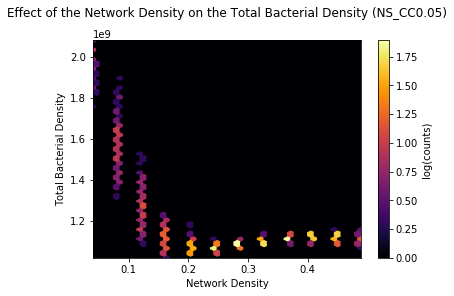 Effect of the Network Density on the Total Bacterial Density (NS_CC0.05)
1e9
2.0
1.8
1.6
1.4
1.2
Total Bacterial Density
0.1 0.2 0.3 0.4
Network Density
1.75
1.50
1.25
1.00
0.75
0.50
0.25
0.00
log(counts)